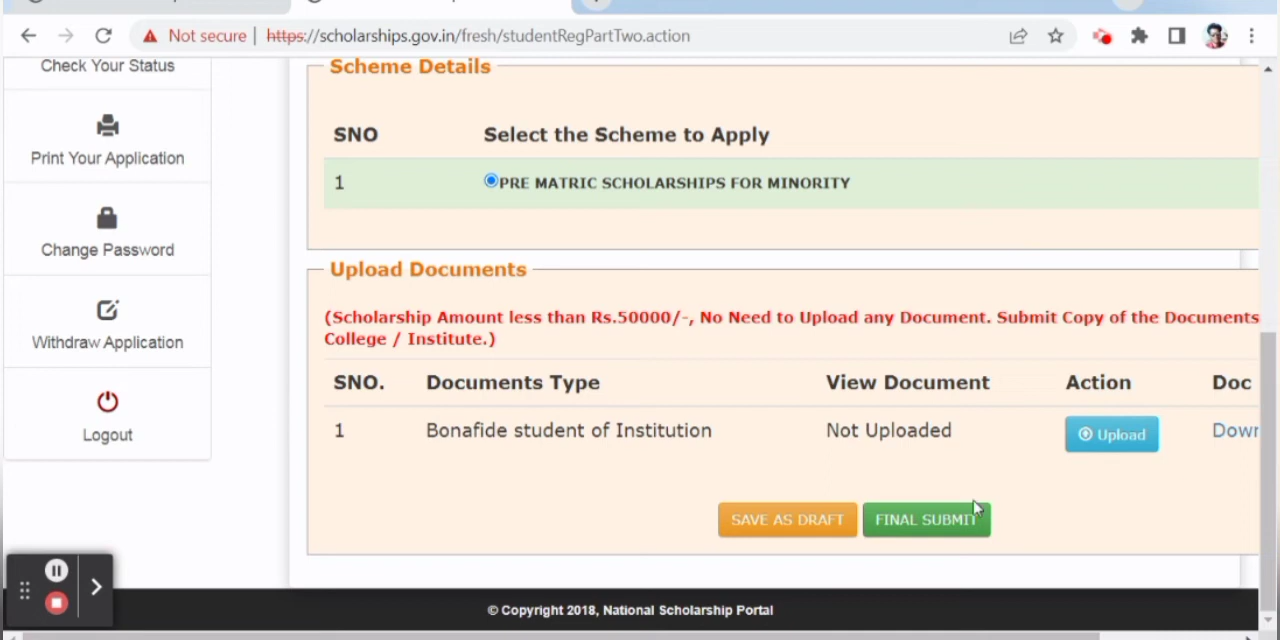 Not secure | https://scholarships.gov.in/fresh/studentRegPartTwo.action
Check Your Status
Print Your Application
Change Password
Withdraw Application
Logout
Scheme Details
SNO Select the Scheme to Apply
1 PRE MATRIC SCHOLARSHIPS FOR MINORITY
Upload Documents
(Scholarship Amount less than Rs.50000/-, No Need to Upload any Document. Submit Copy of the Documents
College / Institute.)
SNO. Documents Type View Document Action Doc
1 Bonafide student of Institution Not Uploaded Upload
SAVE AS DRAFT FINAL SUBMIT
© Copyright 2018, National Scholarship Portal